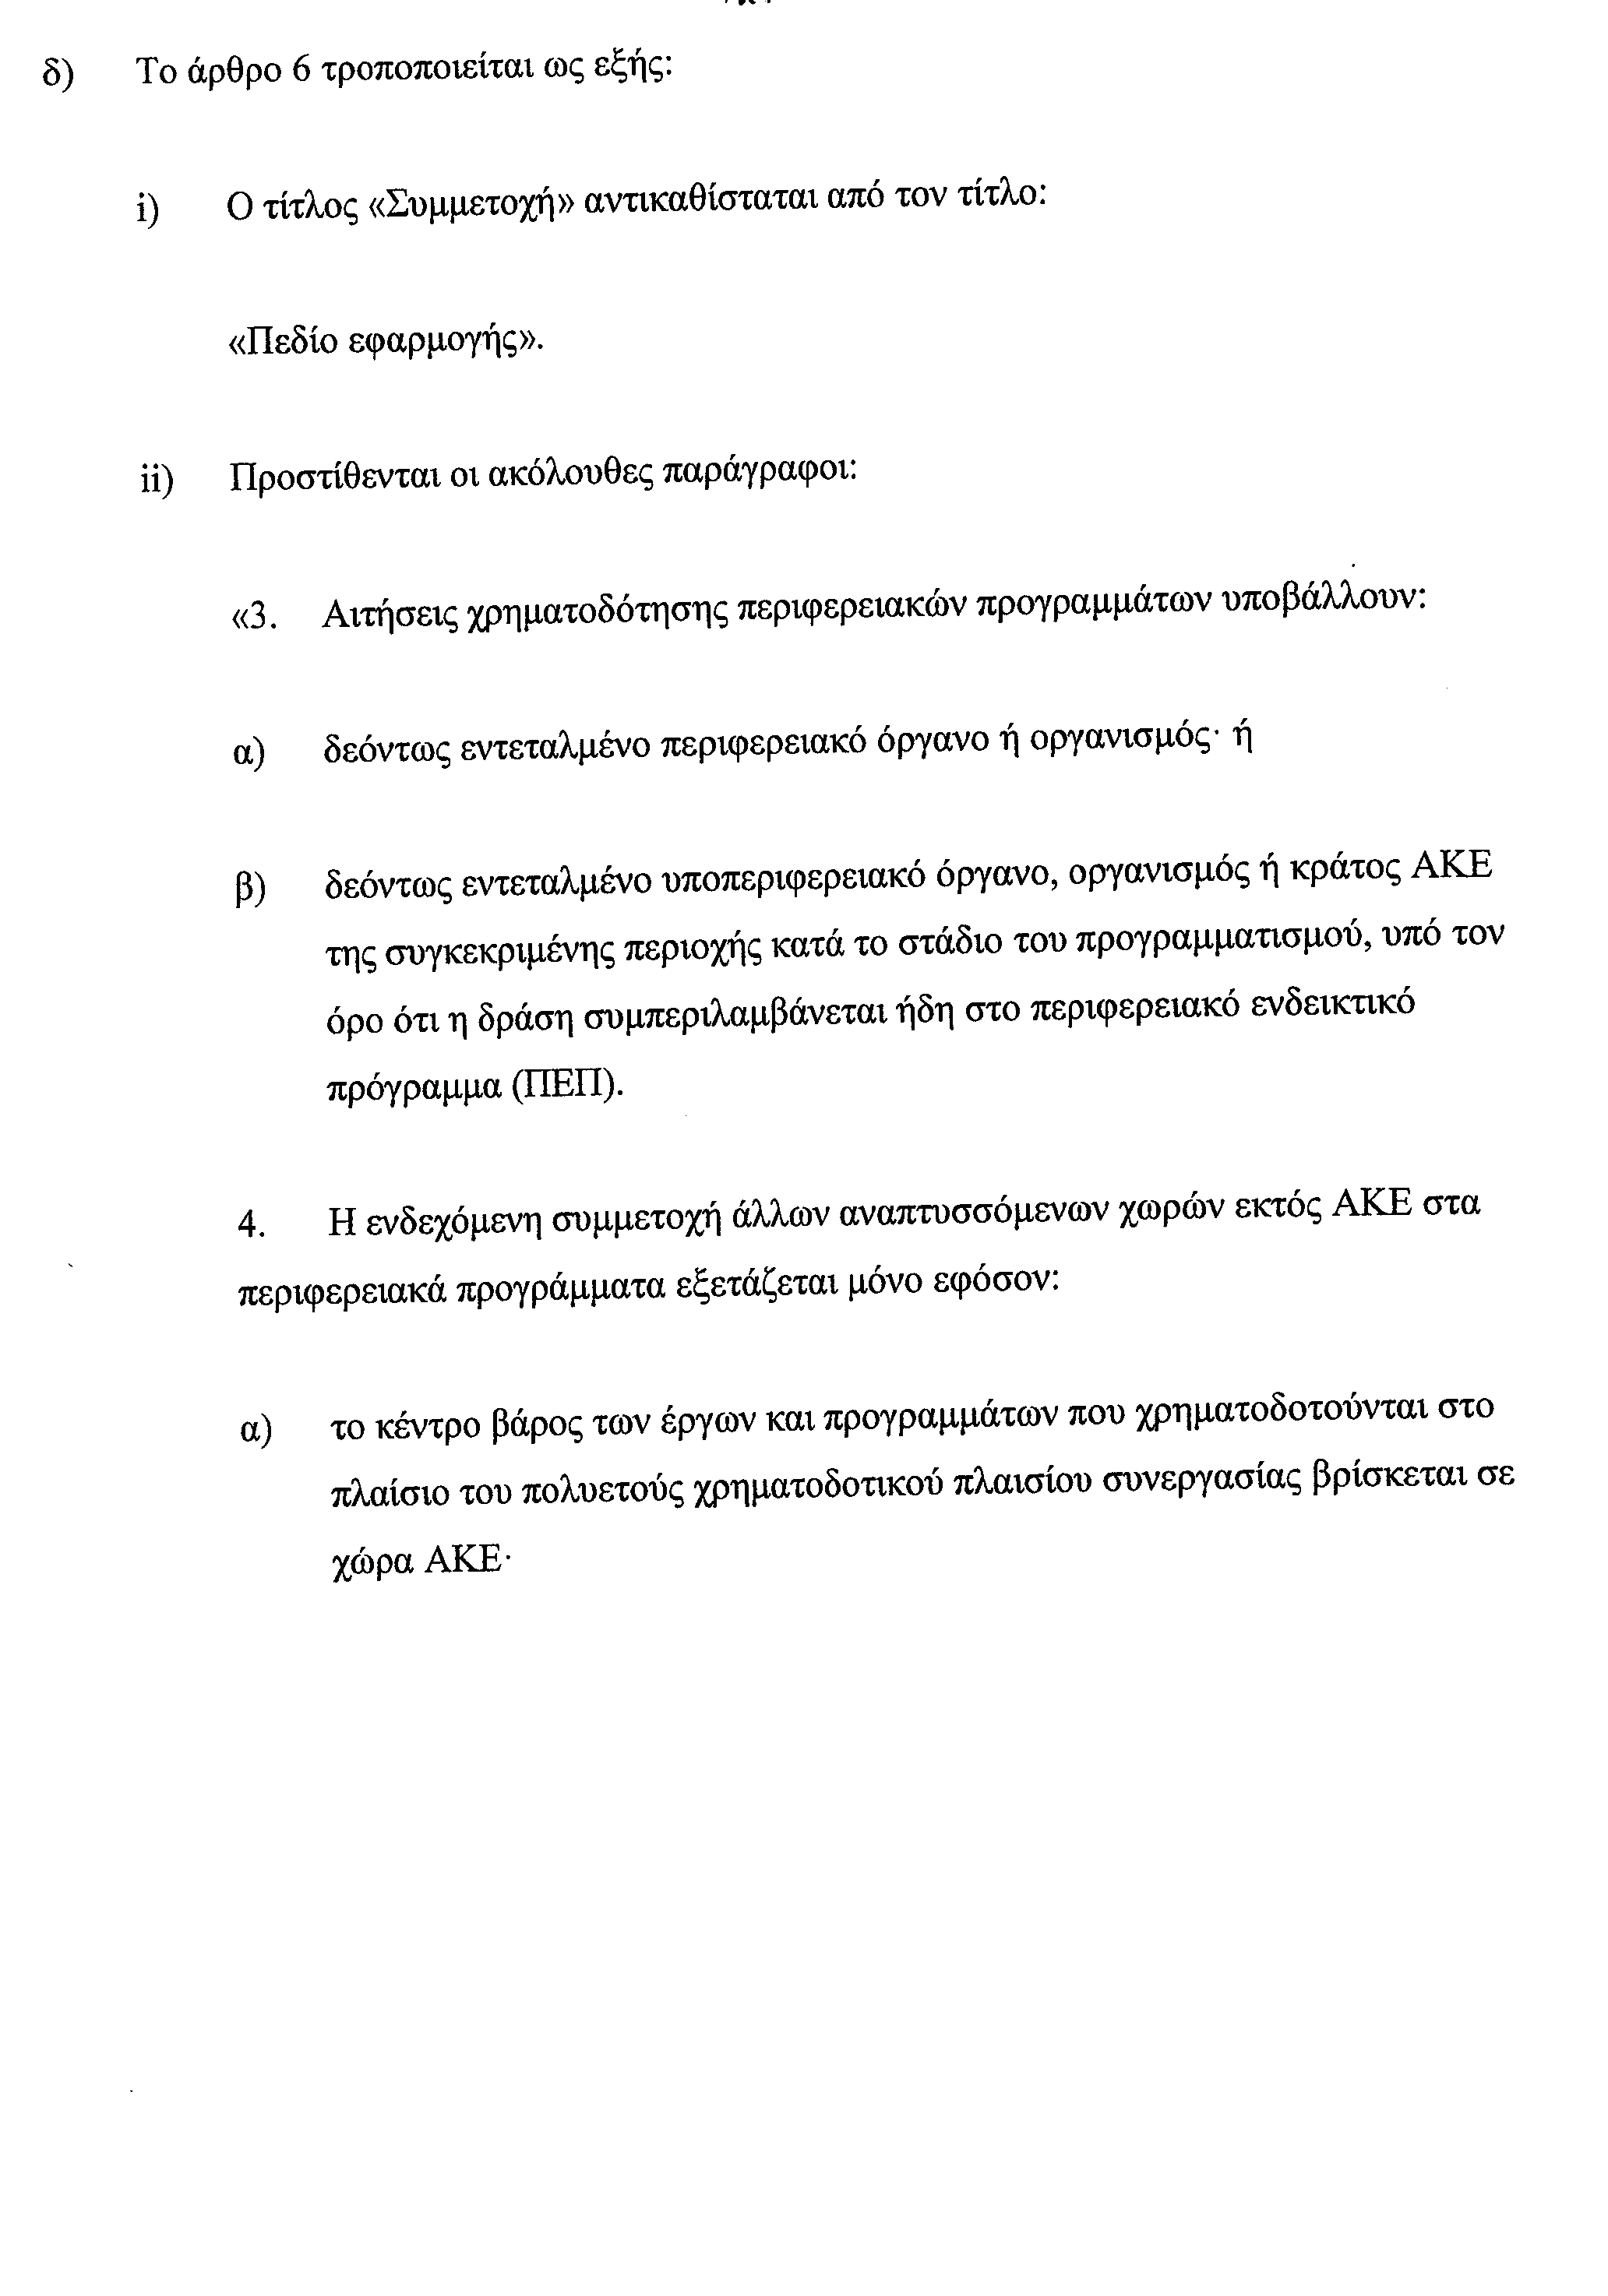 δ) Το άρθρο 6 τροποποιείται ως εξής:
i) Ο τίτλος «Συμμετοχή» αντικαθίσταται από τον τίτλο:
«Πεδίο εφαρμογής».
ii) Προστίθενται οι ακόλουθες παράγραφοι:
«3. Αιτήσεις χρηματοδότησης περιφερειακών προγραμμάτων υποβάλλουν:
α) δεόντως εντεταλμένο περιφερειακό όργανο ή οργανισμός· ή
β) δεόντως εντεταλμένο υποπεριφερειακό όργανο, οργανισμός ή κράτος ΑΚΕ
της συγκεκριμένης περιοχής κατά το στάδιο του προγραμματισμού, υπό τον
όρο ότι η δράση συμπεριλαμβάνεται ήδη στο περιφερειακό ενδεικτικό
πρόγραμμα (ΠΕΠ).
4. Η ενδεχόμενη συμμετοχή άλλων αναπτυσσόμενων χωρών εκτός ΑΚΕ στα
περιφερειακά προγράμματα εξετάζεται μόνο εφόσον:
α) το κέντρο βάρος των έργων και προγραμμάτων που χρηματοδοτούνται στο
πλαίσιο του πολυετούς χρηματοδοτικού πλαισίου συνεργασίας βρίσκεται σε
χώρα ΑΚΕ·